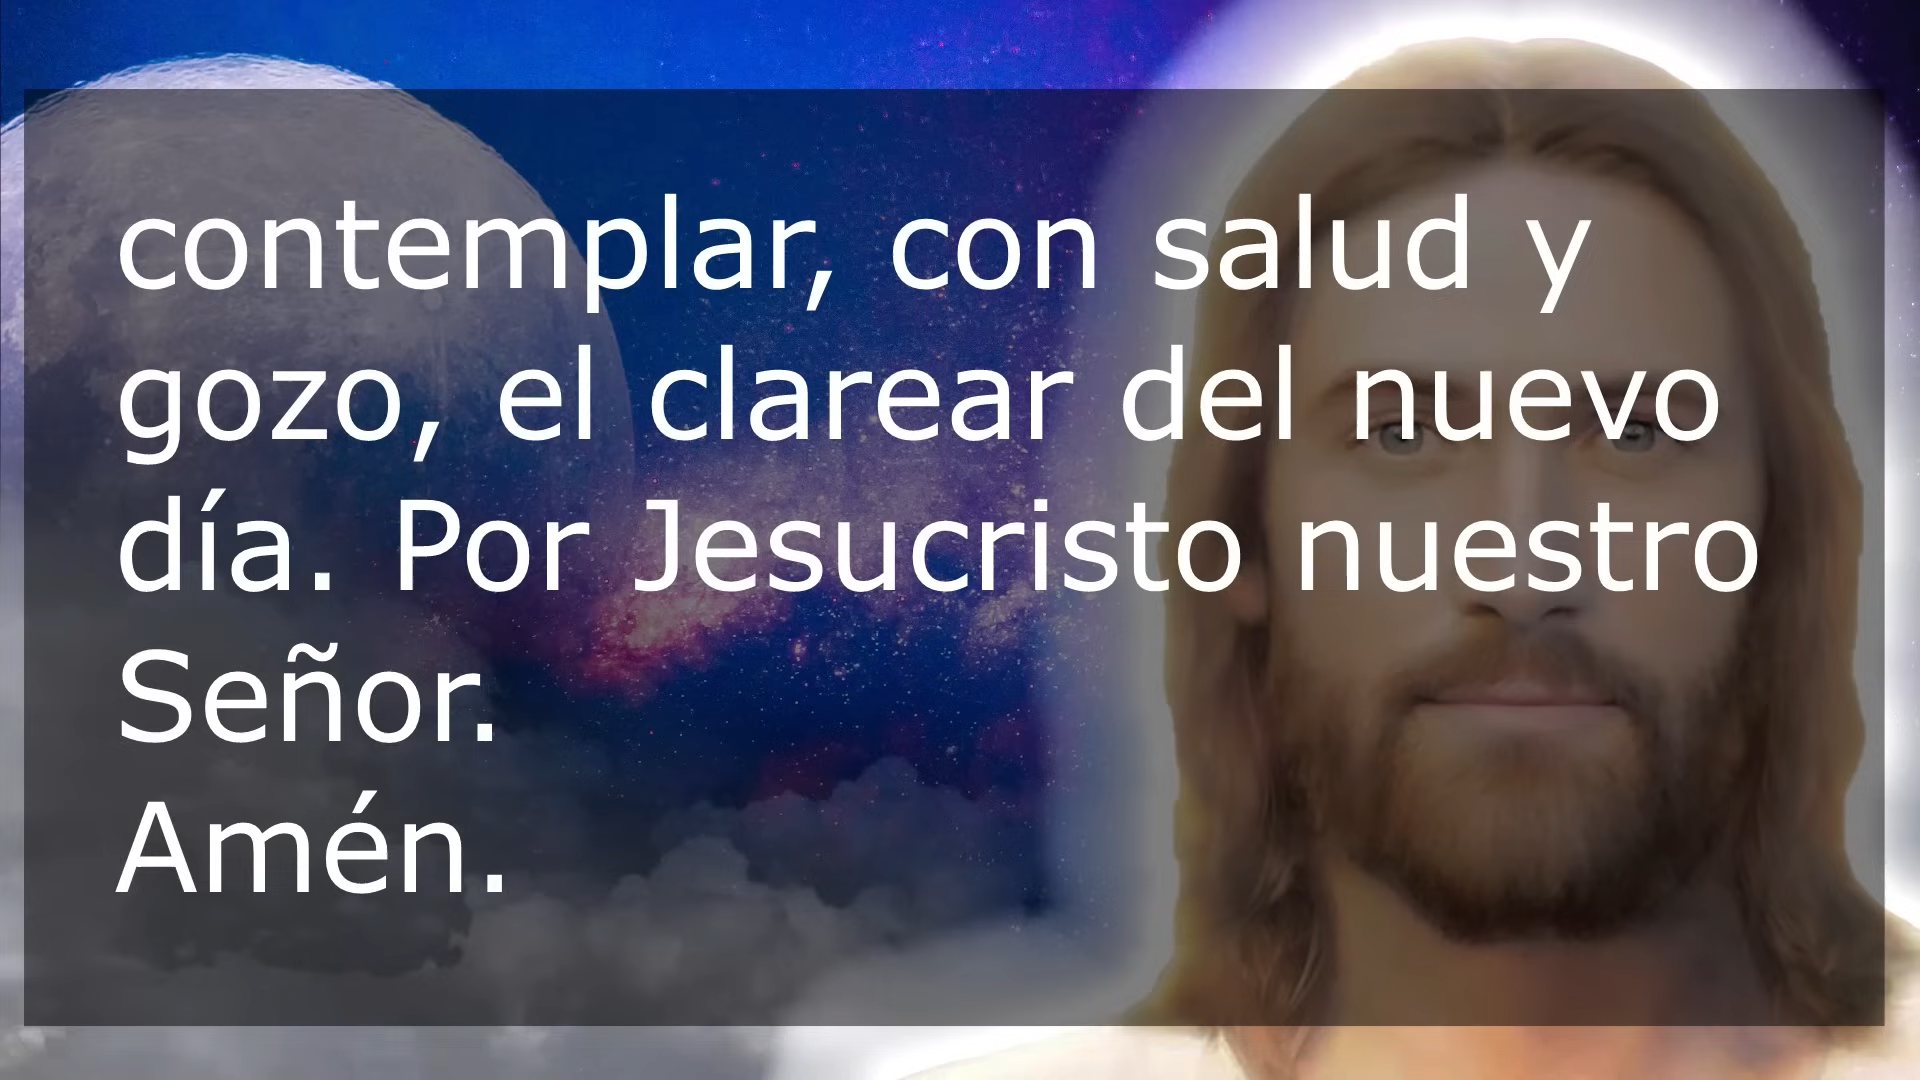 contemplar, con salud y
gozo, el clarear del nuevo
día. Por Jesucristo nuestro
Señor.
Amén.